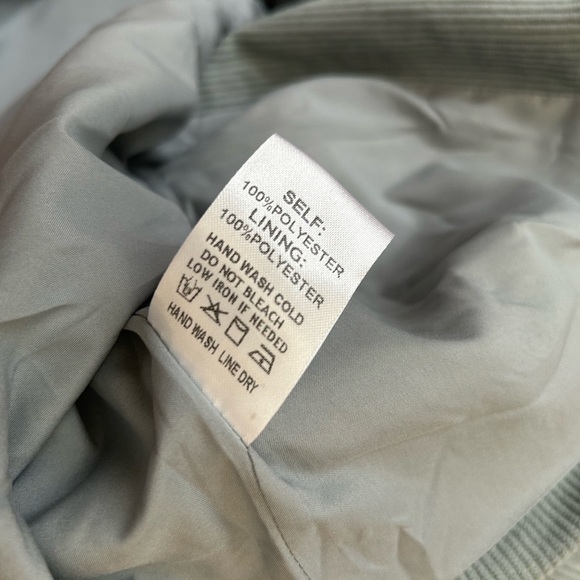 SELF:
100%POLYESTER
LINING:
100%POLYESTER
HAND WASH COLD
DO NOT BLEACH
LOW IRON IF NEEDED
HAND WASH LINE DRY